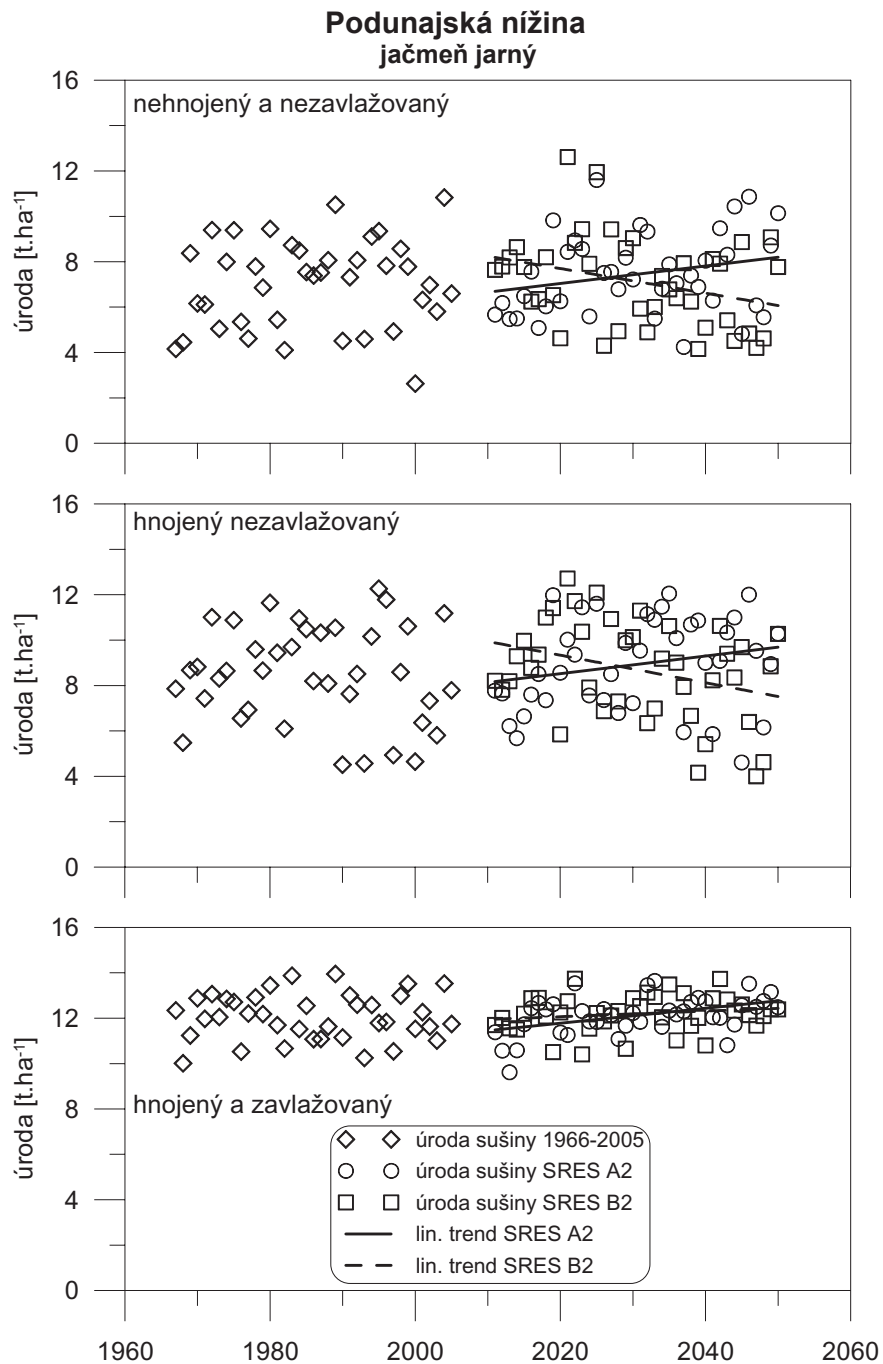 Podunajská nížina
jačmeň jarný
16
nehnojený a nezavlažovaný
12
8
4
0
úroda [t.ha⁻¹]
16
hnojený nezavlažovaný
12
8
4
0
úroda [t.ha⁻¹]
16
12
8
4
0
úroda [t.ha⁻¹]
hnojený a zavlažovaný
úroda sušiny 1966-2005
úroda sušiny SRES A2
úroda sušiny SRES B2
lin. trend SRES A2
lin. trend SRES B2
1960 1980 2000 2020 2040 2060